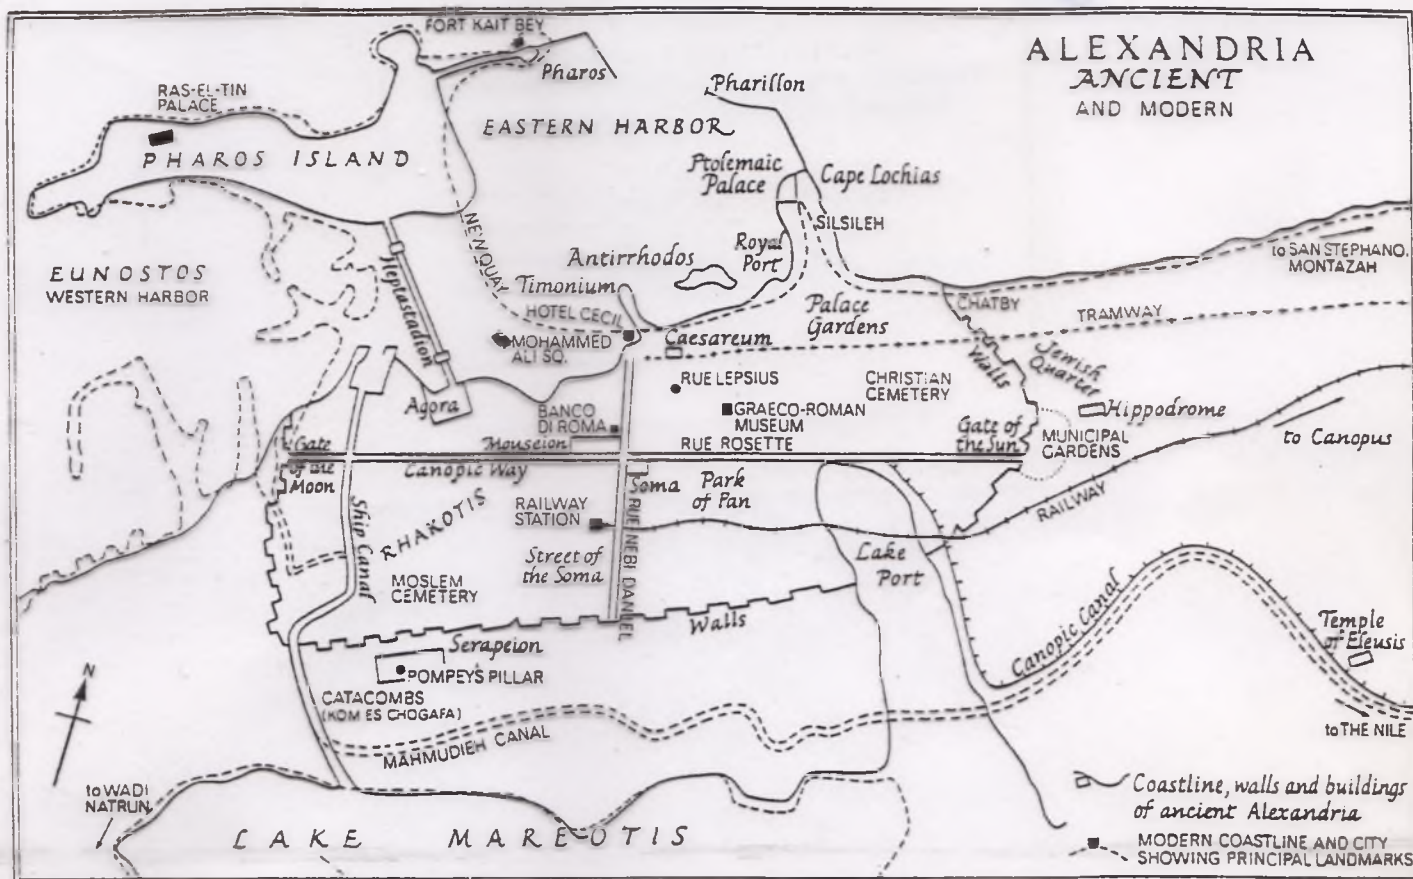 ALEXANDRIA
ANCIENT
AND MODERN
FORT KAIT BEY
Pharos
Pharillon
RAS-EL-TIN
PALACE
PHAROS ISLAND
EASTERN HARBOR
Ptolemaic
Palace
Cape Lochias
SILSILEH
NEW QUAY
Royal
Port
Antirrhodos
Timonium
HOTEL CECIL
EUNOSTOS
WESTERN HARBOR
Heptastadion
to SAN STEPHANO,
MONTAZAH
CHATBY
TRAMWAY
Palace
Gardens
MOHAMMED
ALI SQ.
Caesareum
Walls
Jewish
Quarter
RUE LEPSIUS
CHRISTIAN
CEMETERY
Agora
BANCO
DI ROMA
GRAECO-ROMAN
MUSEUM
Hippodrome
Gate of
the Sun
MUNICIPAL
GARDENS
to Canopus
Mouseion
RUE ROSETTE
Gate
of the
Moon
Canopic Way
Soma
Park
of Pan
RAILWAY
Ship Canal
RHAKOTIS
RAILWAY
STATION
RUE NEBI DANIEL
Street of
the Soma
Lake
Port
MOSLEM
CEMETERY
Walls
Canopic Canal
Serapeion
Temple
of Eleusis
POMPEY'S PILLAR
CATACOMBS
(KOM ES CHOGAFA)
MAHMUDIEH CANAL
to THE NILE
N
to WADI
NATRUN
LAKE MAREOTIS
Coastline, walls and buildings
of ancient Alexandria
MODERN COASTLINE AND CITY
SHOWING PRINCIPAL LANDMARKS